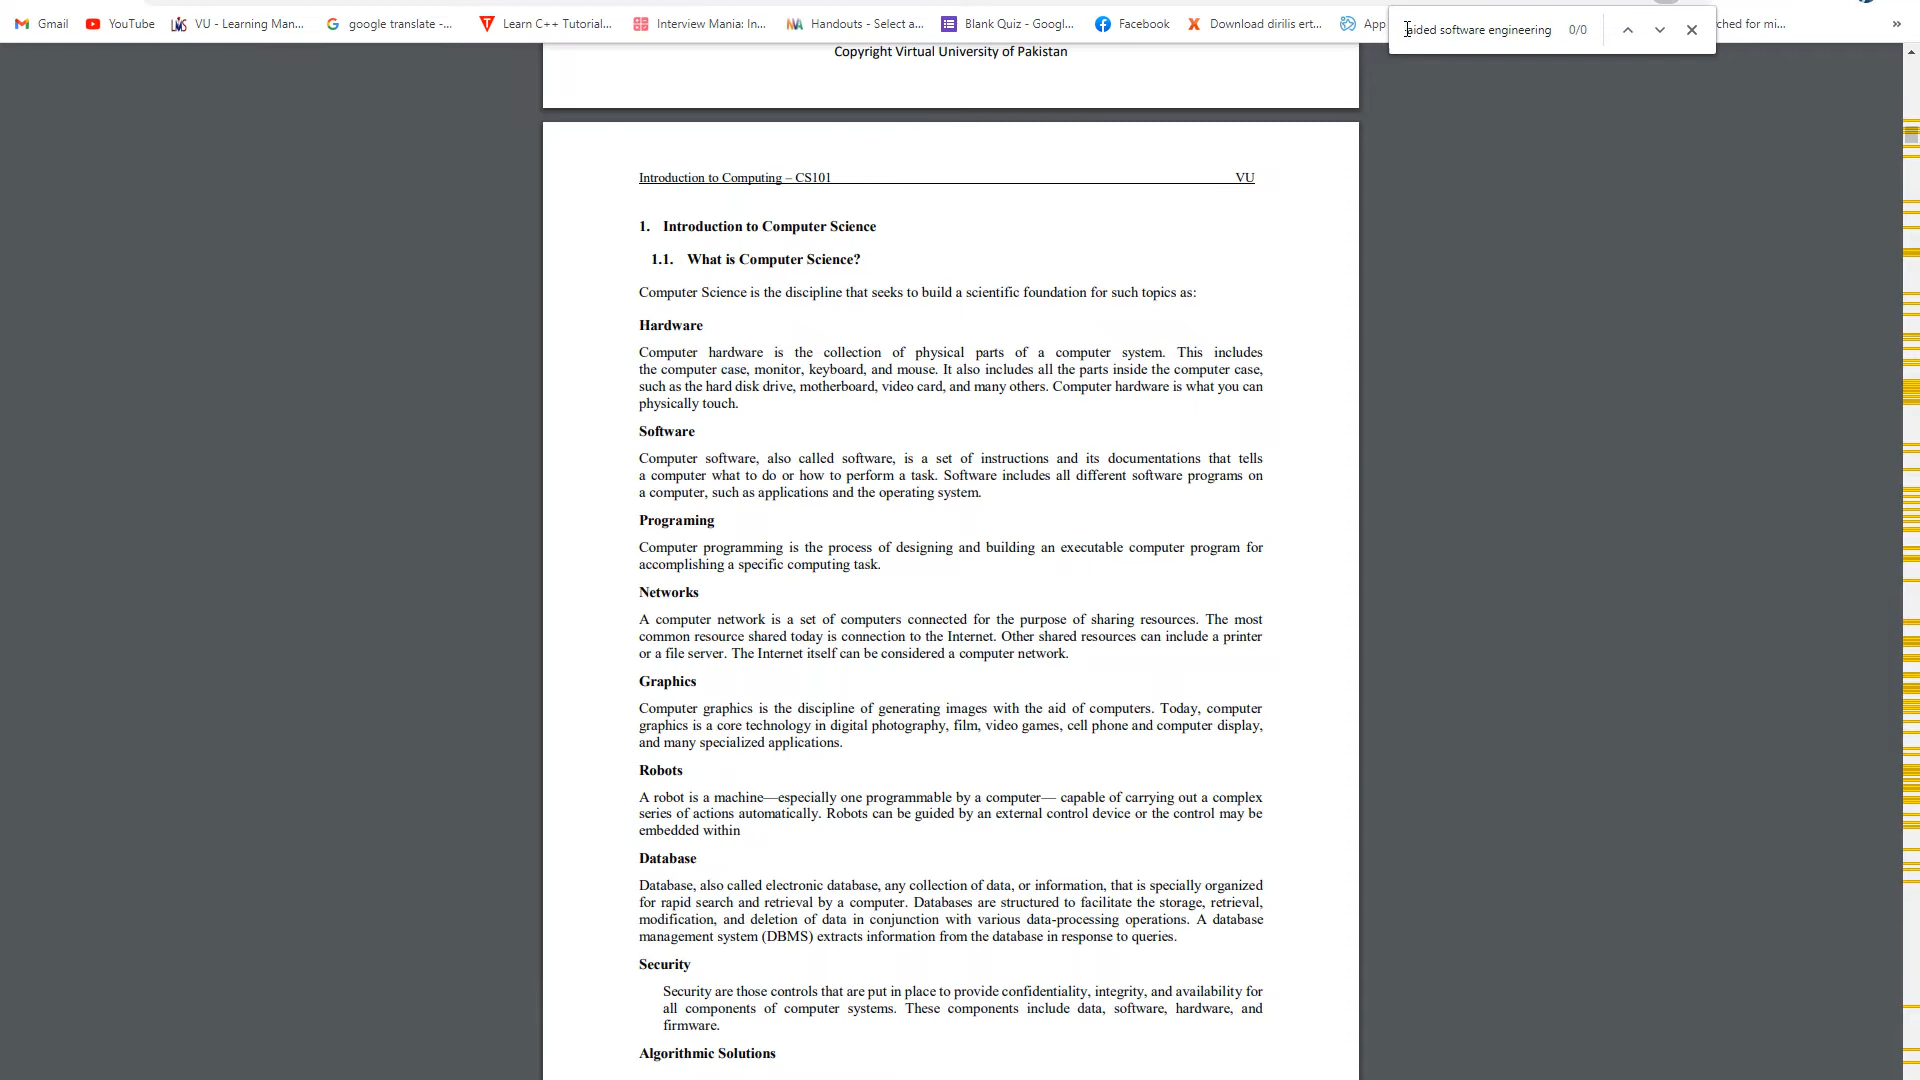 Gmail
YouTube
VU - Learning Man...
google translate -...
Learn C++ Tutorial...
Interview Mania: In...
Handouts - Select a...
Blank Quiz - Googl...
Facebook
Download dirilis ert...
App
ched for mi...
»
aided software engineering 0/0
Copyright Virtual University of Pakistan
Introduction to Computing – CS101 VU
1. Introduction to Computer Science
1.1. What is Computer Science?
Computer Science is the discipline that seeks to build a scientific foundation for such topics as:
Hardware
Computer hardware is the collection of physical parts of a computer system. This includes
the computer case, monitor, keyboard, and mouse. It also includes all the parts inside the computer case,
such as the hard disk drive, motherboard, video card, and many others. Computer hardware is what you can
physically touch.
Software
Computer software, also called software, is a set of instructions and its documentations that tells
a computer what to do or how to perform a task. Software includes all different software programs on
a computer, such as applications and the operating system.
Programing
Computer programming is the process of designing and building an executable computer program for
accomplishing a specific computing task.
Networks
A computer network is a set of computers connected for the purpose of sharing resources. The most
common resource shared today is connection to the Internet. Other shared resources can include a printer
or a file server. The Internet itself can be considered a computer network.
Graphics
Computer graphics is the discipline of generating images with the aid of computers. Today, computer
graphics is a core technology in digital photography, film, video games, cell phone and computer display,
and many specialized applications.
Robots
A robot is a machine—especially one programmable by a computer— capable of carrying out a complex
series of actions automatically. Robots can be guided by an external control device or the control may be
embedded within
Database
Database, also called electronic database, any collection of data, or information, that is specially organized
for rapid search and retrieval by a computer. Databases are structured to facilitate the storage, retrieval,
modification, and deletion of data in conjunction with various data-processing operations. A database
management system (DBMS) extracts information from the database in response to queries.
Security
Security are those controls that are put in place to provide confidentiality, integrity, and availability for
all components of computer systems. These components include data, software, hardware, and
firmware.
Algorithmic Solutions